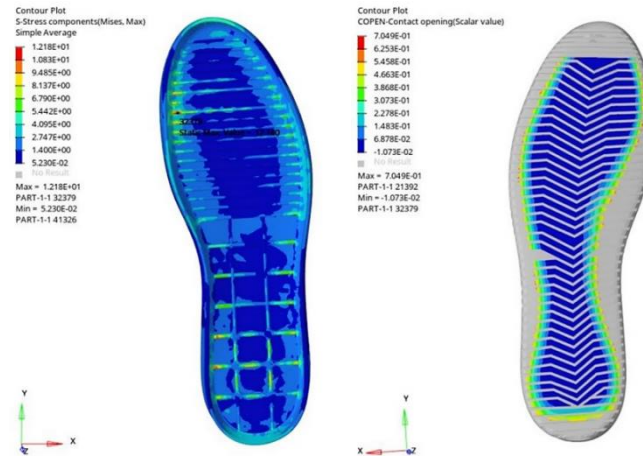 Contour Plot
S-Stress components(Mises, Max)
Simple Average
1.218E+01
1.083E+01
9.485E+00
8.137E+00
6.790E+00
5.442E+00
4.095E+00
2.747E+00
1.400E+00
5.230E-02
No Result
Max = 1.218E+01
PART-1-1 32379
Min = 5.230E-02
PART-1-1 41326
Y
X
Z
Contour Plot
COPEN-Contact opening(Scalar value)
7.049E-01
6.253E-01
5.458E-01
4.663E-01
3.868E-01
3.073E-01
2.278E-01
1.483E-01
6.878E-02
-1.073E-02
No Result
Max = 7.049E-01
PART-1-1 21392
Min = -1.073E-02
PART-1-1 32379
Y
X
Z